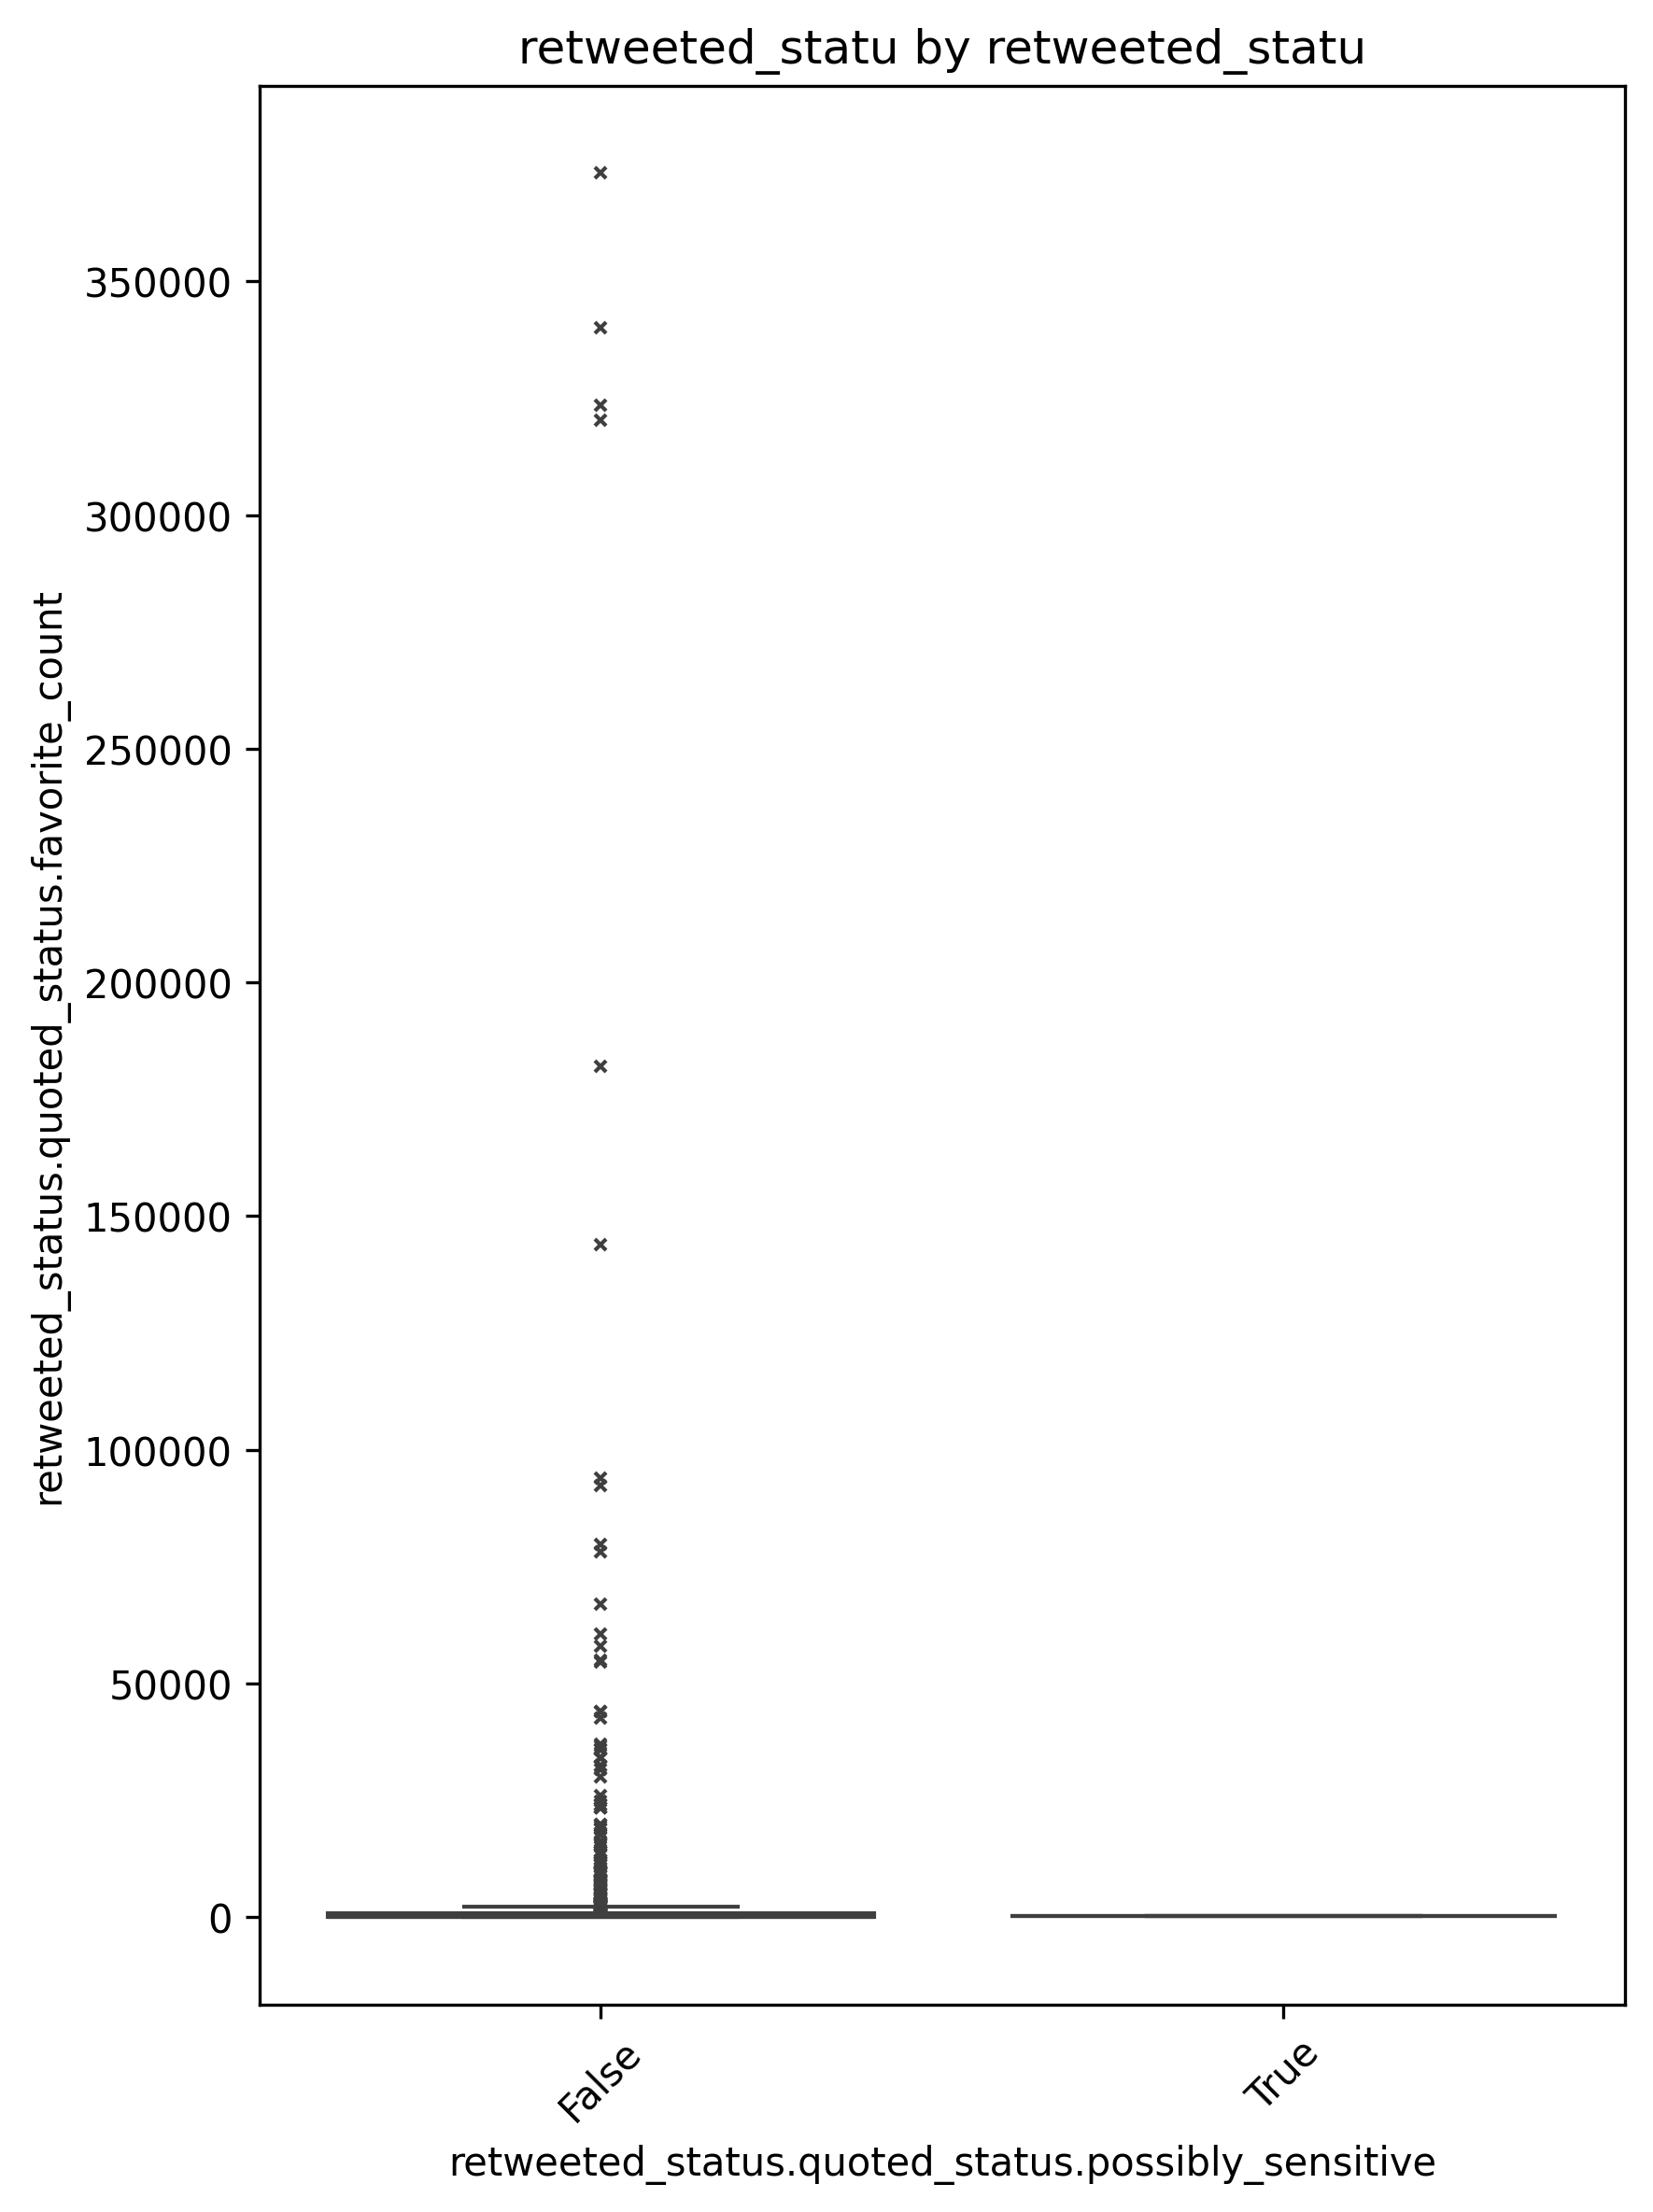 retweeted_statu by retweeted_statu
retweeted_status.quoted_status.favorite_count
350000
300000
250000
200000
150000
100000
50000
0
False
True
retweeted_status.quoted_status.possibly_sensitive